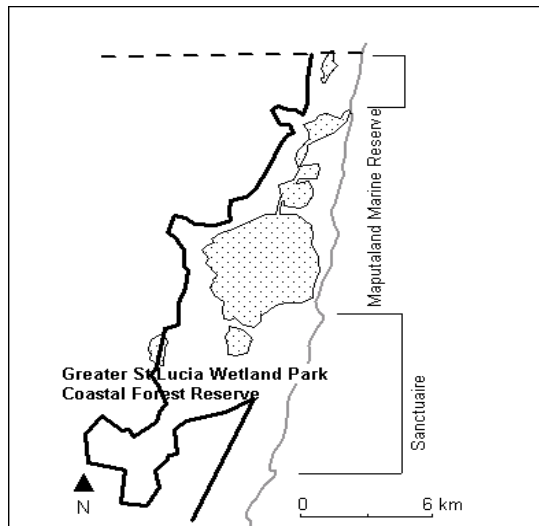 Maputaland Marine Reserve
Greater St Lucia Wetland Park
Coastal Forest Reserve
Sanctuaire
N
0 6 km